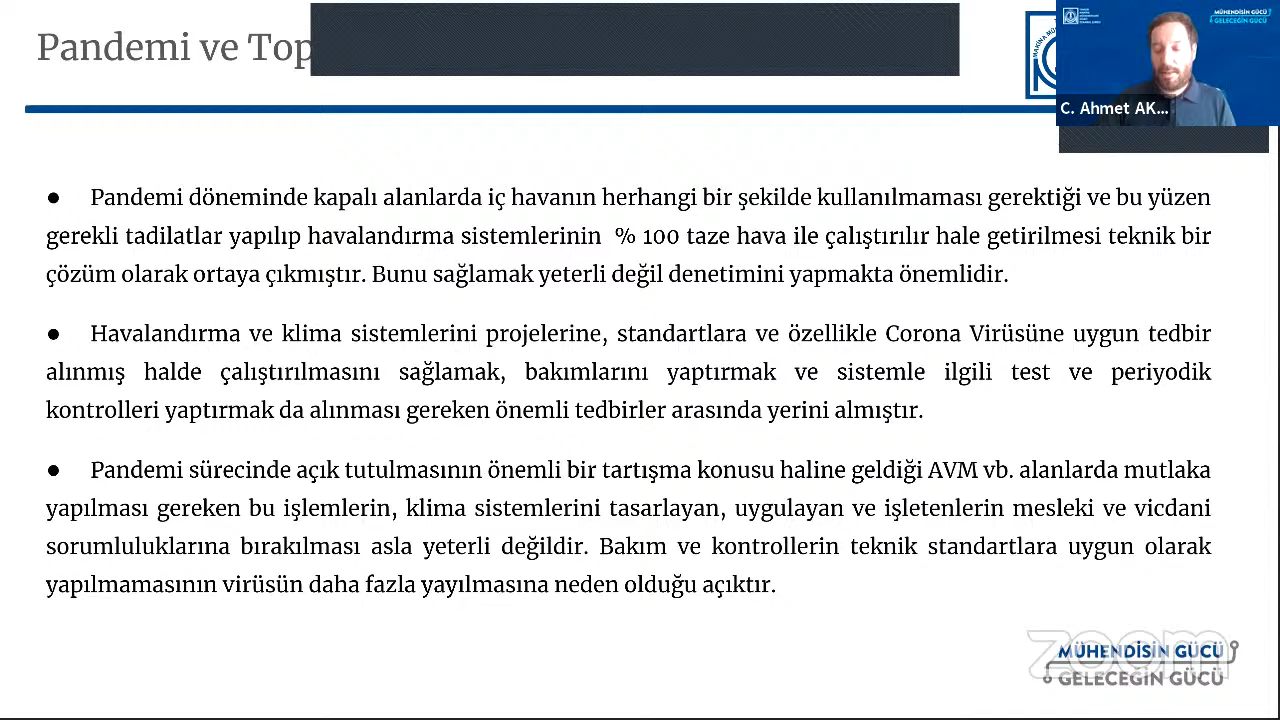 Pandemi ve Top
MÜHENDİSİN GÜCÜ
GELECEĞİN GÜCÜ
C. Ahmet AK...
● Pandemi döneminde kapalı alanlarda iç havanın herhangi bir şekilde kullanılmaması gerektiği ve bu yüzen
gerekli tadilatlar yapılıp havalandırma sistemlerinin % 100 taze hava ile çalıştırılır hale getirilmesi teknik bir
çözüm olarak ortaya çıkmıştır. Bunu sağlamak yeterli değil denetimini yapmakta önemlidir.
● Havalandırma ve klima sistemlerini projelerine, standartlara ve özellikle Corona Virüsüne uygun tedbir
alınmış halde çalıştırılmasını sağlamak, bakımlarını yaptırmak ve sistemle ilgili test ve periyodik
kontrolleri yaptırmak da alınması gereken önemli tedbirler arasında yerini almıştır.
● Pandemi sürecinde açık tutulmasının önemli bir tartışma konusu haline geldiği AVM vb. alanlarda mutlaka
yapılması gereken bu işlemlerin, klima sistemlerini tasarlayan, uygulayan ve işletenlerin mesleki ve vicdani
sorumluluklarına bırakılması asla yeterli değildir. Bakım ve kontrollerin teknik standartlara uygun olarak
yapılmamasının virüsün daha fazla yayılmasına neden olduğu açıktır.
zoom
MÜHENDİSİN GÜCÜ
GELECEĞİN GÜCÜ